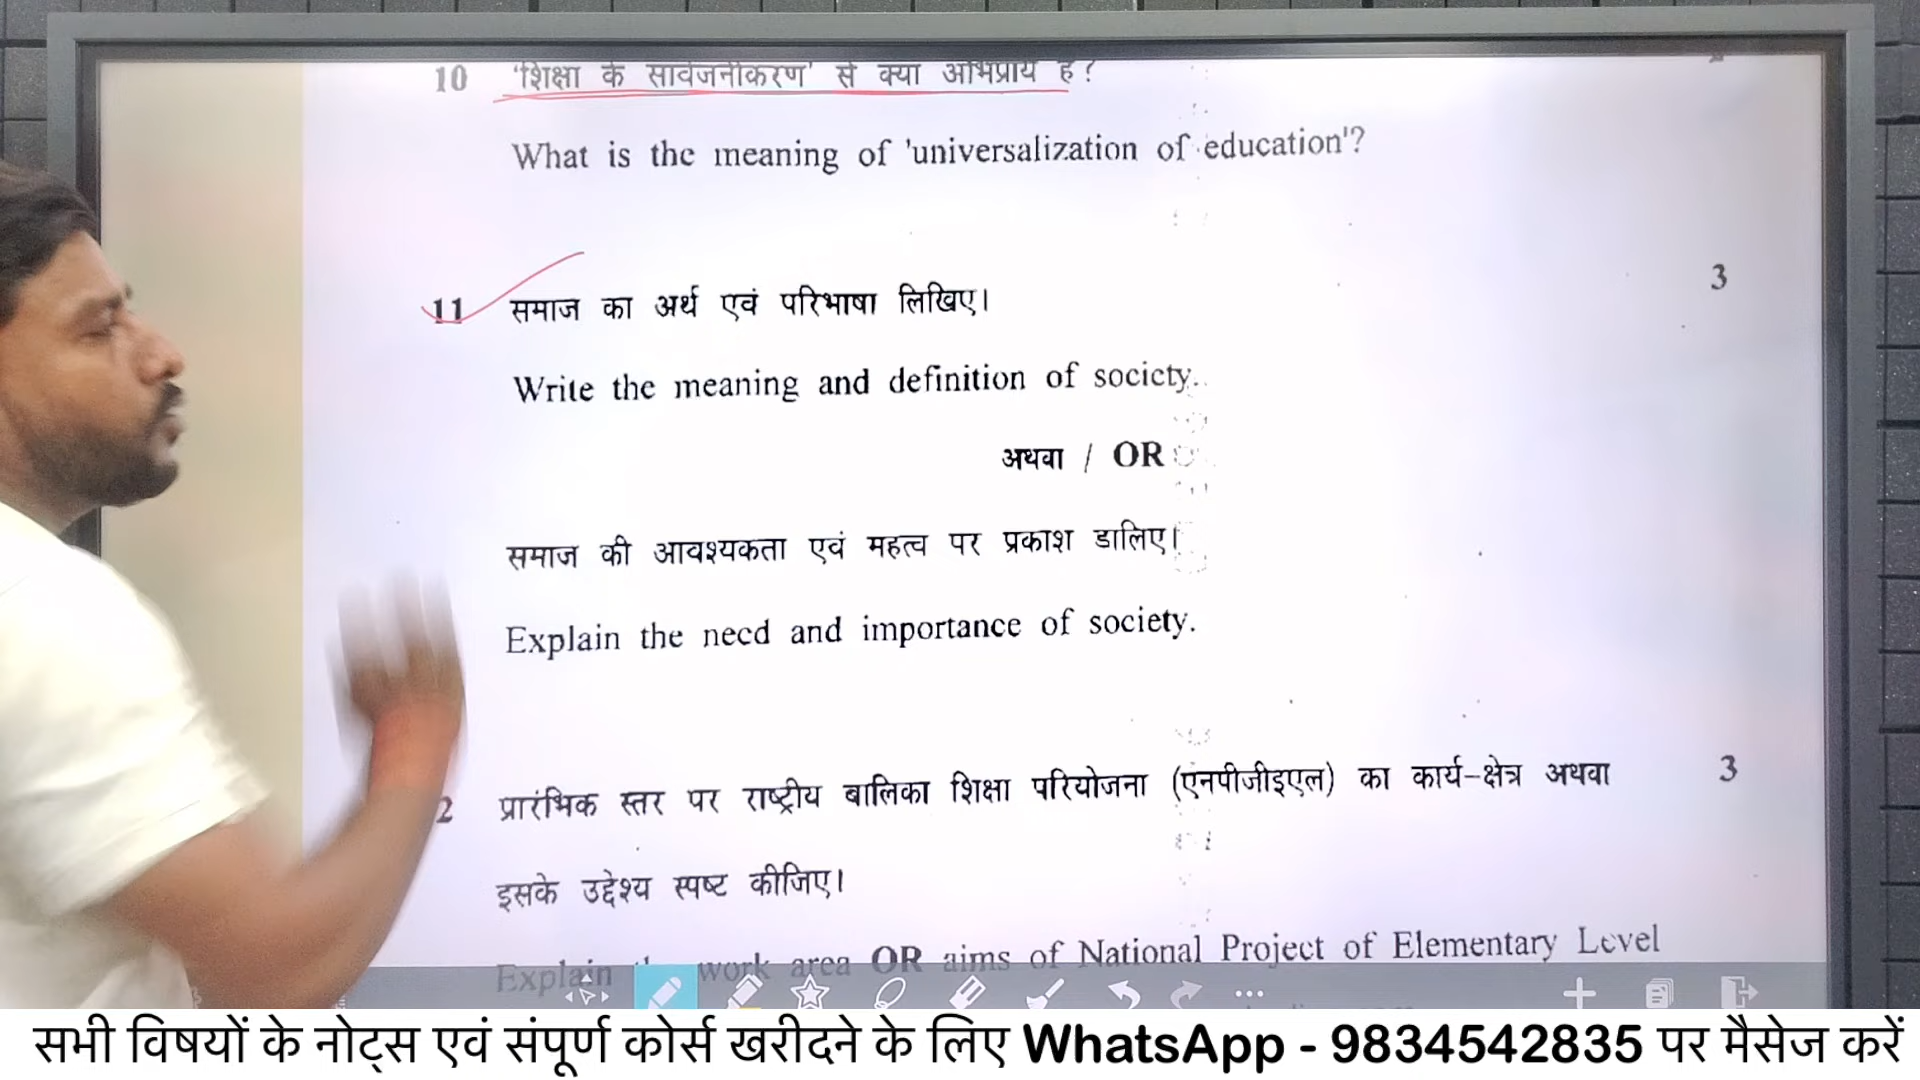 10 'शिक्षा के सार्वजनीकरण' से क्या अभिप्राय है?
What is the meaning of 'universalization of education'?
3
11 समाज का अर्थ एवं परिभाषा लिखिए।
Write the meaning and definition of society.
अथवा / OR
समाज की आवश्यकता एवं महत्व पर प्रकाश डालिए।
Explain the need and importance of society.
2 प्रारंभिक स्तर पर राष्ट्रीय बालिका शिक्षा परियोजना (एनपीजीइएल) का कार्य-क्षेत्र अथवा 3
इसके उद्देश्य स्पष्ट कीजिए।
Explain work area OR aims of National Project of Elementary Level
सभी विषयों के नोट्स एवं संपूर्ण कोर्स खरीदने के लिए WhatsApp - 9834542835 पर मैसेज करें